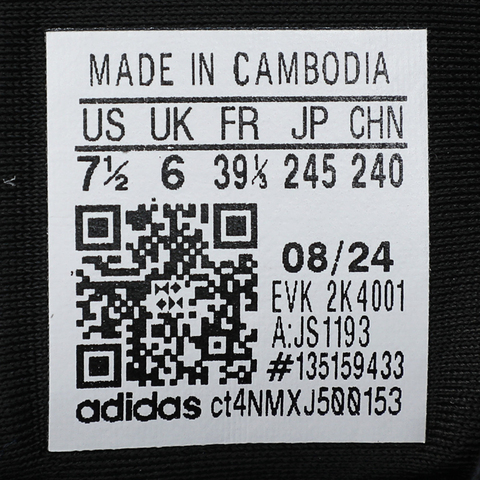 MADE IN CAMBODIA
US UK FR JP CHN
7½ 6 39⅓ 245 240
08/24
EVK 2K4001
A:JS1193
#135159433
adidas ct4NMXJ500153